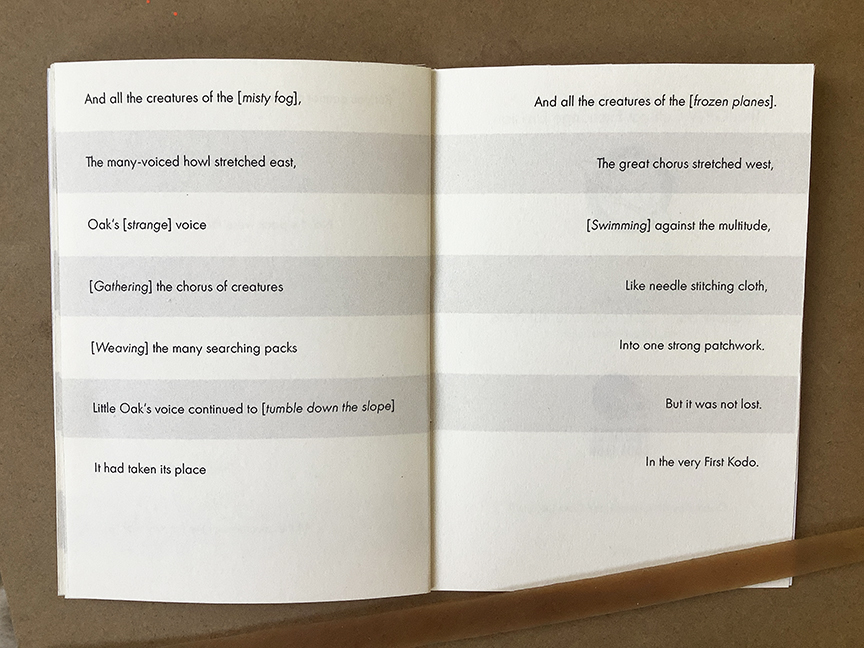 And all the creatures of the [misty fog],
And all the creatures of the [frozen planes].
The many-voiced howl stretched east,
The great chorus stretched west,
Oak's [strange] voice
[Swimming] against the multitude,
[Gathering] the chorus of creatures
Like needle stitching cloth,
[Weaving] the many searching packs
Into one strong patchwork.
Little Oak's voice continued to [tumble down the slope]
But it was not lost.
It had taken its place
In the very First Kodo.